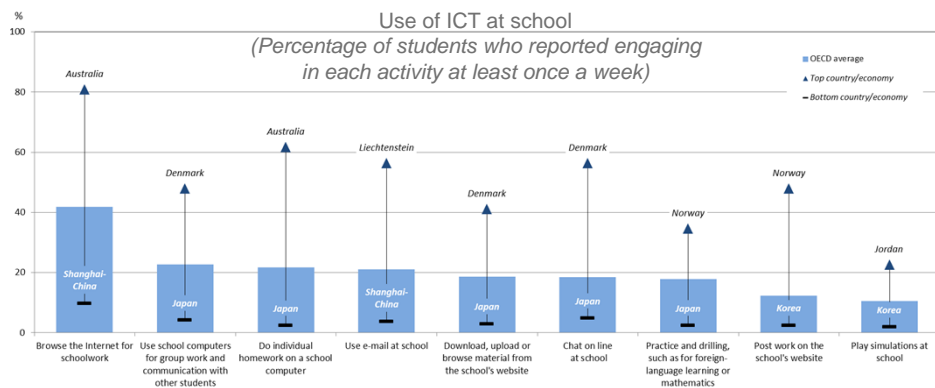 Use of ICT at school
(Percentage of students who reported engaging
in each activity at least once a week)
%
100
80
60
40
20
0
OECD average
Top country/economy
Bottom country/economy
Australia
Denmark
Australia
Liechtenstein
Denmark
Denmark
Norway
Norway
Jordan
Shanghai-
China
Japan
Japan
Shanghai-
China
Japan
Japan
Japan
Korea
Korea
Browse the Internet for
schoolwork
Use school computers
for group work and
communication with
other students
Do individual
homework on a school
computer
Use e-mail at school
Download, upload or
browse material from
the school's website
Chat on line
at school
Practice and drilling,
such as for foreign-
language learning or
mathematics
Post work on the
school's website
Play simulations at
school